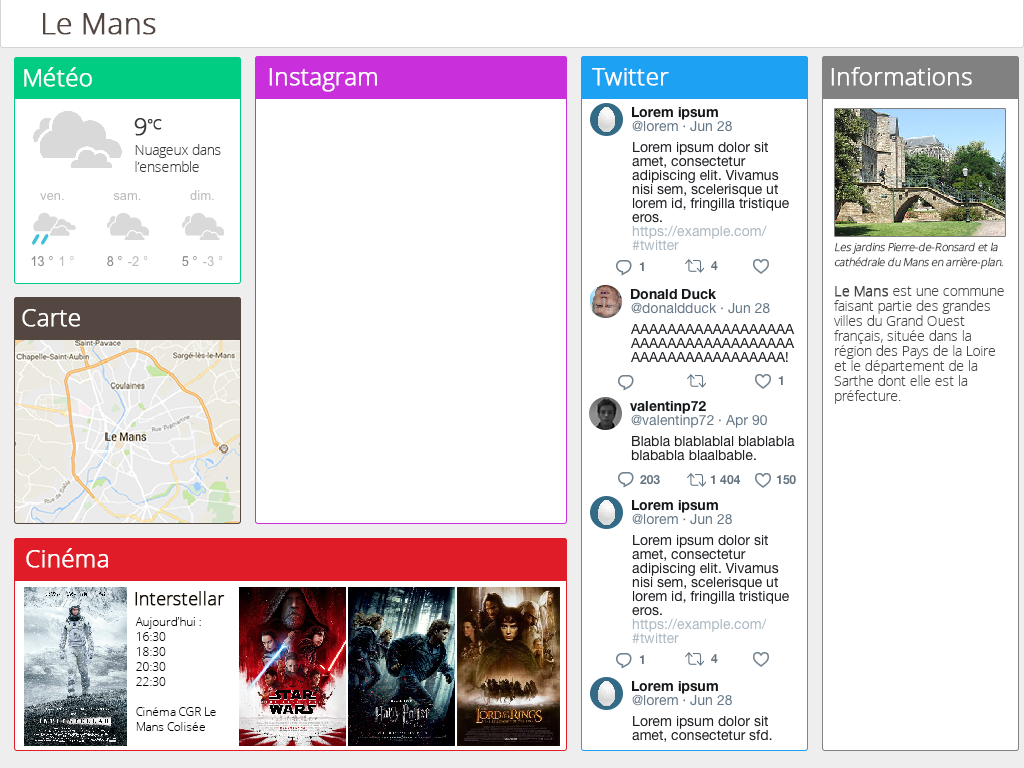 Le Mans
Météo
9°C
Nuageux dans
l'ensemble
ven. sam. dim.
13 ° 1 ° 8 ° -2 ° 5 ° -3 °
Carte
Saint-Pavace
Chapelle-Saint-Aubin
Sargé-lès-le-Mans
Coulaines
Rue Zugmantel
Le Mans
Instagram
Cinéma
INTERSTELLAR
Interstellar
Aujourd'hui :
16:30
18:30
20:30
22:30
Cinéma CGR Le
Mans Colisée
STAR
WARS
Harry Potter
THE LORD OF THE RINGS
Twitter
Lorem ipsum
@lorem · Jun 28
Lorem ipsum dolor sit
amet, consectetur
adipiscing elit. Vivamus
nisi sem, scelerisque ut
lorem id, fringilla tristique
eros.
https://example.com/
#twitter
1 4
Donald Duck
@donaldduck · Jun 28
AAAAAAAAAAAAAAAAAA
AAAAAAAAAAAAAAAAAA
AAAAAAAAAAAAAAAAA!
1
valentinp72
@valentinp72 · Apr 90
Blabla blablablal blablabla
blababla blaalbable.
203 1 404 150
Lorem ipsum
@lorem · Jun 28
Lorem ipsum dolor sit
amet, consectetur
adipiscing elit. Vivamus
nisi sem, scelerisque ut
lorem id, fringilla tristique
eros.
https://example.com/
#twitter
1 4
Lorem ipsum
@lorem · Jun 28
Lorem ipsum dolor sit
amet, consectetur sfd.
Informations
Les jardins Pierre-de-Ronsard et la
cathédrale du Mans en arrière-plan.
Le Mans est une commune
faisant partie des grandes
villes du Grand Ouest
français, située dans la
région des Pays de la Loire
et le département de la
Sarthe dont elle est la
préfecture.